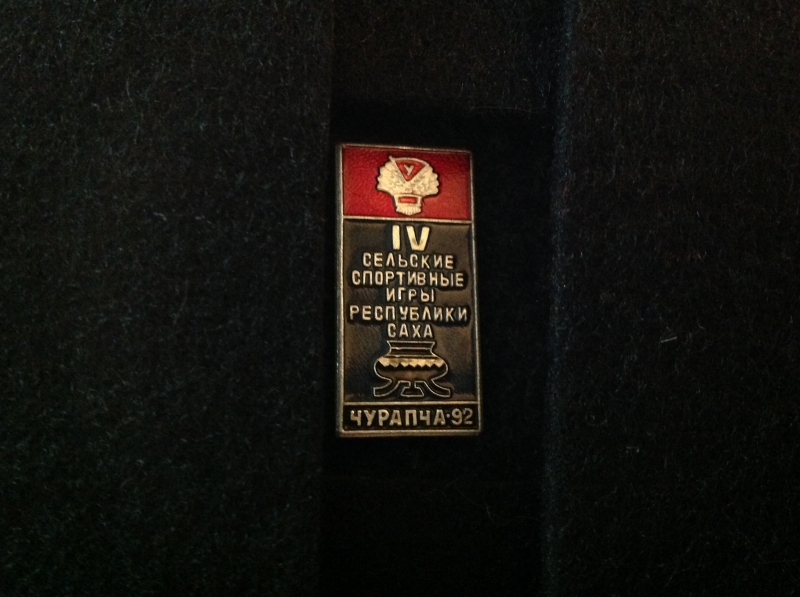 У
IV
СЕЛЬСКИЕ
СПОРТИВНЫЕ
ИГРЫ
РЕСПУБЛИКИ
САХА
ЧУРАПЧА·92